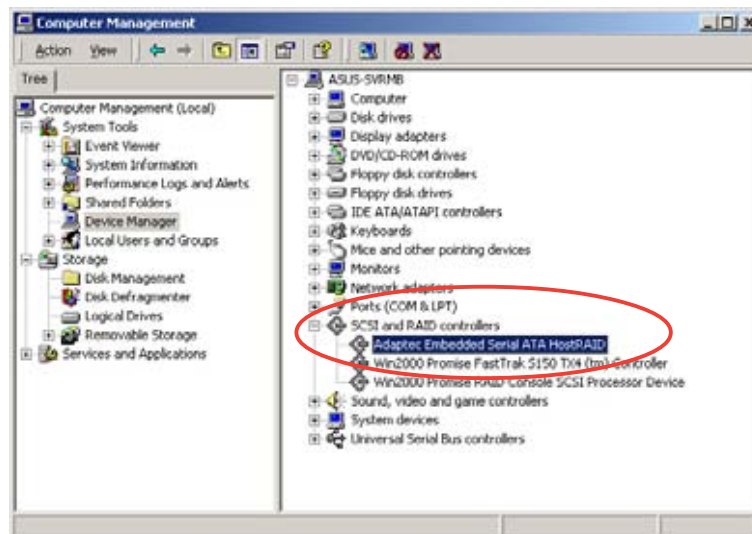 Computer Management
Action View
Tree
Computer Management (Local)
System Tools
Event Viewer
System Information
Performance Logs and Alerts
Shared Folders
Device Manager
Local Users and Groups
Storage
Disk Management
Disk Defragmenter
Logical Drives
Removable Storage
Services and Applications
ASUS-SVRMB
Computer
Disk drives
Display adapters
DVD/CD-ROM drives
Floppy disk controllers
Floppy disk drives
IDE ATA/ATAPI controllers
Keyboards
Mice and other pointing devices
Monitors
Network adapters
Ports (COM & LPT)
SCSI and RAID controllers
Adaptec Embedded Serial ATA HostRAID
Win2000 Promise FastTrak S150 TX4 (tm) Controller
Win2000 Promise RAID Console SCSI Processor Device
Sound, video and game controllers
System devices
Universal Serial Bus controllers